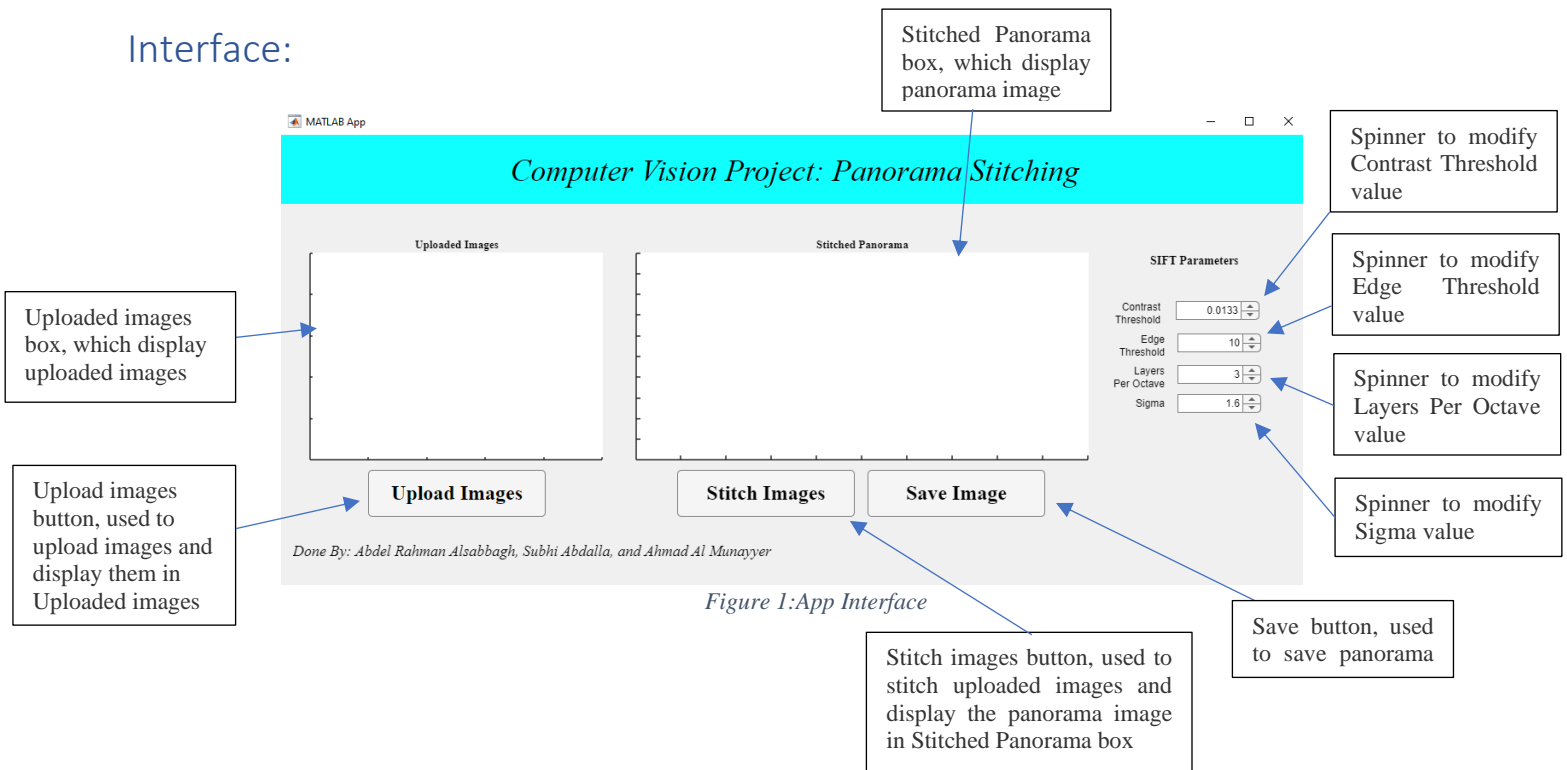 Interface:
Stitched Panorama
box, which display
panorama image
MATLAB App
Computer Vision Project: Panorama Stitching
Spinner to modify
Contrast Threshold
value
Uploaded Images
Stitched Panorama
SIFT Parameters
Spinner to modify
Edge Threshold
value
Contrast
Threshold
0.0133
Edge
Threshold
10
Layers
Per Octave
3
Sigma
1.6
Uploaded images
box, which display
uploaded images
Spinner to modify
Layers Per Octave
value
Upload images
button, used to
upload images and
display them in
Uploaded images
Upload Images
Stitch Images
Save Image
Spinner to modify
Sigma value
Done By: Abdel Rahman Alsabbagh, Subhi Abdalla, and Ahmad Al Munayyer
Figure 1:App Interface
Save button, used
to save panorama
Stitch images button, used to
stitch uploaded images and
display the panorama image
in Stitched Panorama box